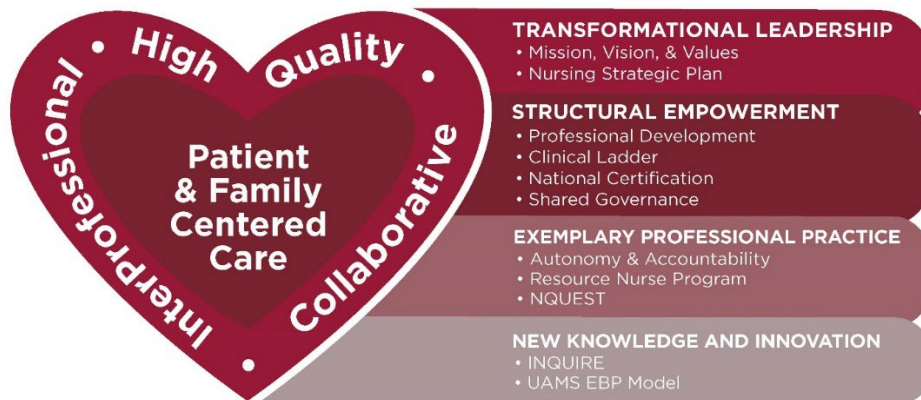 InterProfessional • High Quality • Collaborative •
Patient
& Family
Centered
Care
TRANSFORMATIONAL LEADERSHIP
• Mission, Vision, & Values
• Nursing Strategic Plan
STRUCTURAL EMPOWERMENT
• Professional Development
• Clinical Ladder
• National Certification
• Shared Governance
EXEMPLARY PROFESSIONAL PRACTICE
• Autonomy & Accountability
• Resource Nurse Program
• NQUEST
NEW KNOWLEDGE AND INNOVATION
• INQUIRE
• UAMS EBP Model